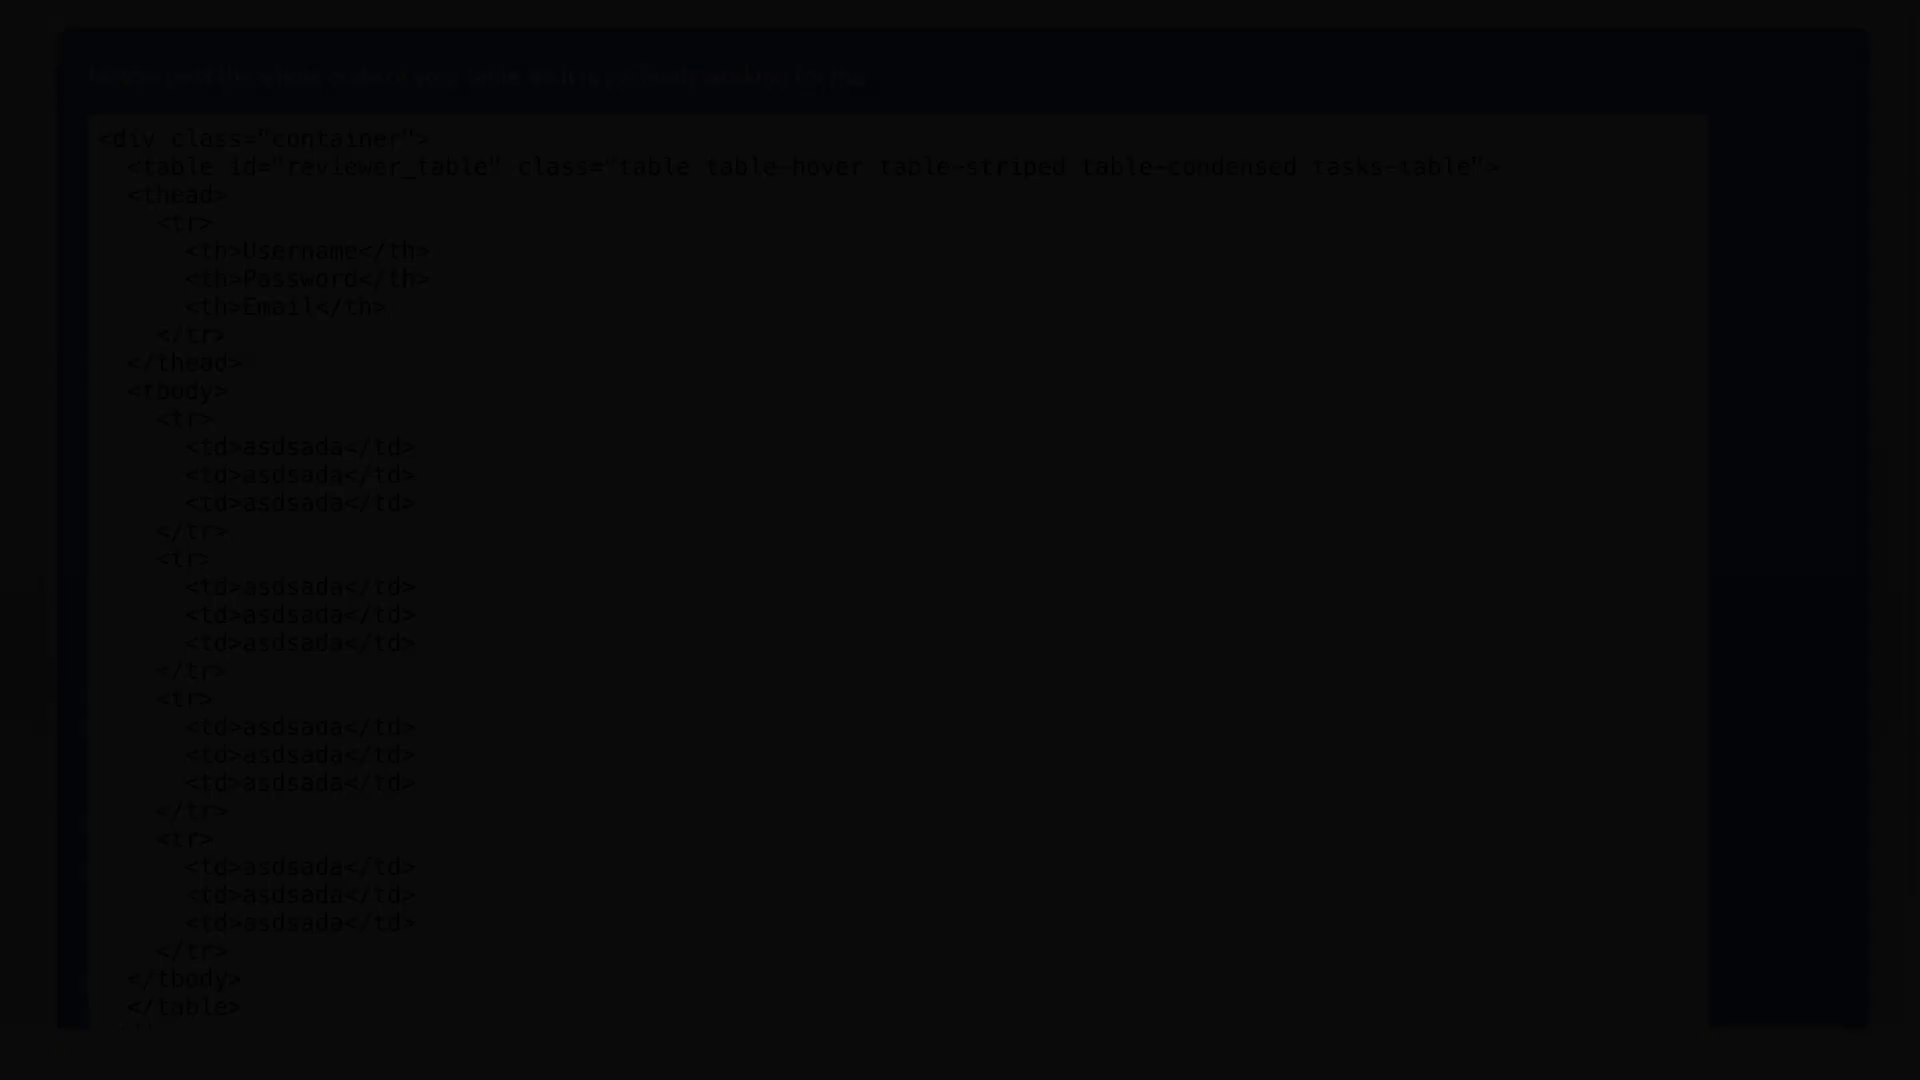 <div class="container">
<table id="reviewer_table" class="table table-hover table-striped table-condensed tasks-table">
<thead>
<tr>
<th>Username</th>
<th>Password</th>
<th>Email</th>
</tr>
</thead>
<tbody>
<tr>
<td>asdsada</td>
<td>asdsada</td>
<td>asdsada</td>
</tr>
<tr>
<td>asdsada</td>
<td>asdsada</td>
<td>asdsada</td>
</tr>
<tr>
<td>asdsada</td>
<td>asdsada</td>
<td>asdsada</td>
</tr>
<tr>
<td>asdsada</td>
<td>asdsada</td>
<td>asdsada</td>
</tr>
</tbody>
</table>